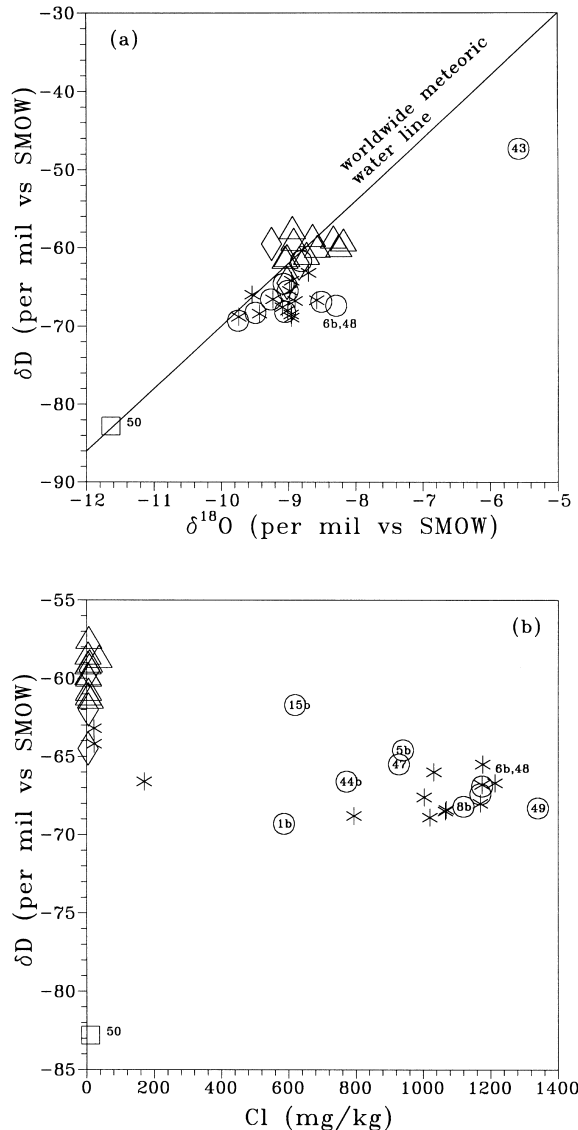 (a)
−30
−40
−50
−60
−70
−80
−90
δD (per mil vs SMOW)
worldwide meteoric
water line
43
6b,48
50
−12
−11
−10
−9
−8
−7
−6
−5
δ18O (per mil vs SMOW)
(b)
−55
−60
−65
−70
−75
−80
−85
δD (per mil vs SMOW)
15b
5b
47
6b,48
44b
8b
49
1b
50
0
200
400
600
800
1000
1200
1400
Cl (mg/kg)